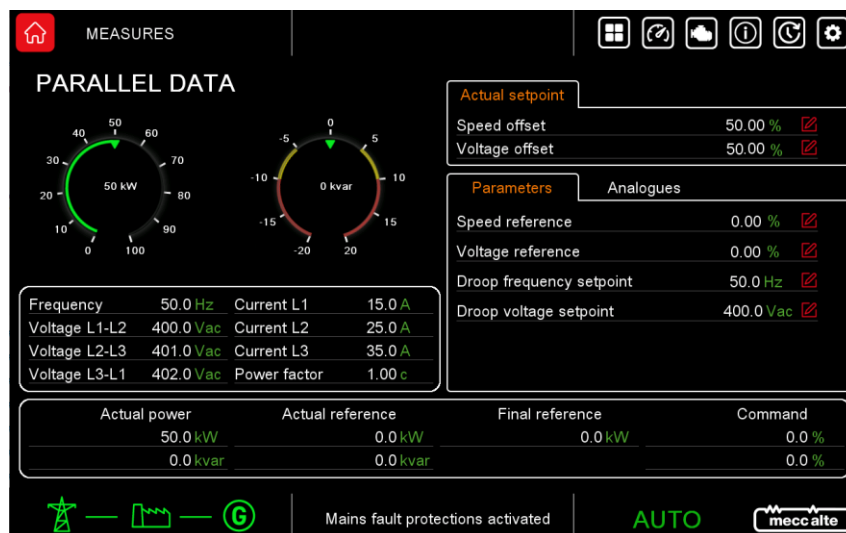 MEASURES
PARALLEL DATA
0 10 20 30 40 50 60 70 80 90 100
50 kW
-20 -15 -10 -5 0 5 10 15 20
0 kvar
Actual setpoint
Speed offset 50.00 %
Voltage offset 50.00 %
Parameters Analogues
Speed reference 0.00 %
Voltage reference 0.00 %
Droop frequency setpoint 50.0 Hz
Droop voltage setpoint 400.0 Vac
Frequency 50.0 Hz Current L1 15.0 A
Voltage L1-L2 400.0 Vac Current L2 25.0 A
Voltage L2-L3 401.0 Vac Current L3 35.0 A
Voltage L3-L1 402.0 Vac Power factor 1.00 c
Actual power Actual reference Final reference Command
50.0 kW 0.0 kW 0.0 kW 0.0 %
0.0 kvar 0.0 kvar 0.0 %
G Mains fault protections activated AUTO mecc alte